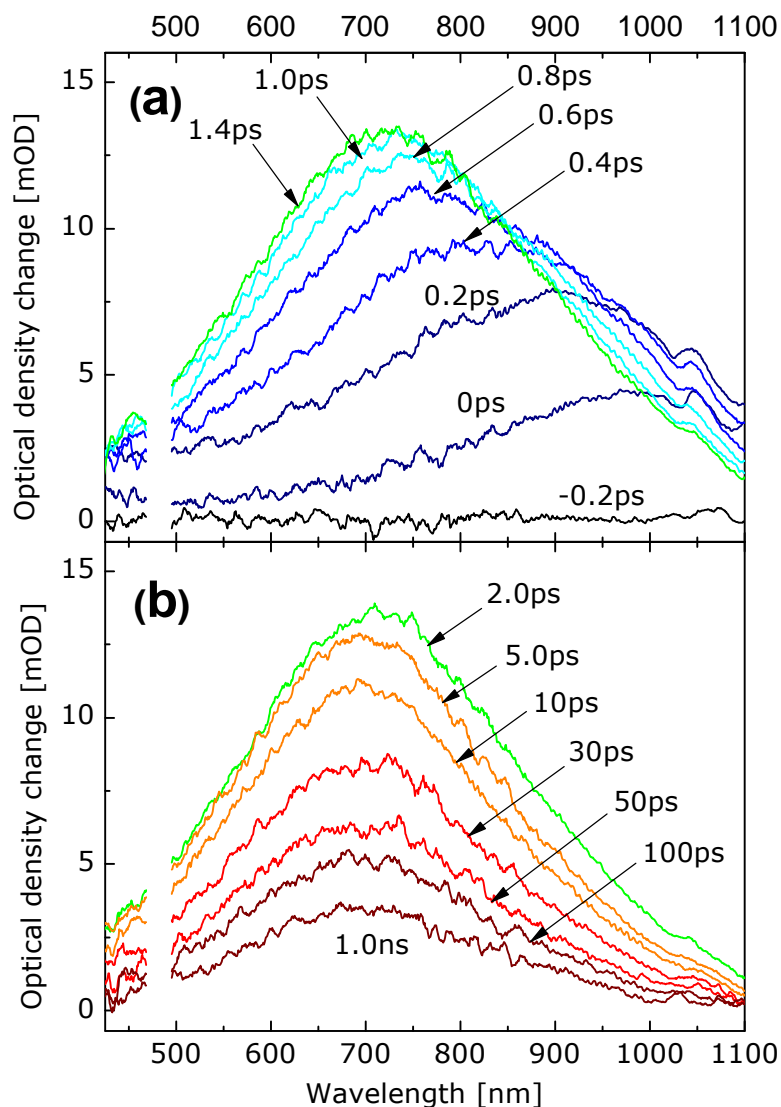 500 600 700 800 900 1000 1100
15
(a)
1.0ps
0.8ps
0.6ps
1.4ps
0.4ps
10
0.2ps
5
0ps
-0.2ps
0
Optical density change [mOD]
15
(b)
2.0ps
5.0ps
10ps
10
30ps
50ps
5
100ps
1.0ns
0
Optical density change [mOD]
500 600 700 800 900 1000 1100
Wavelength [nm]